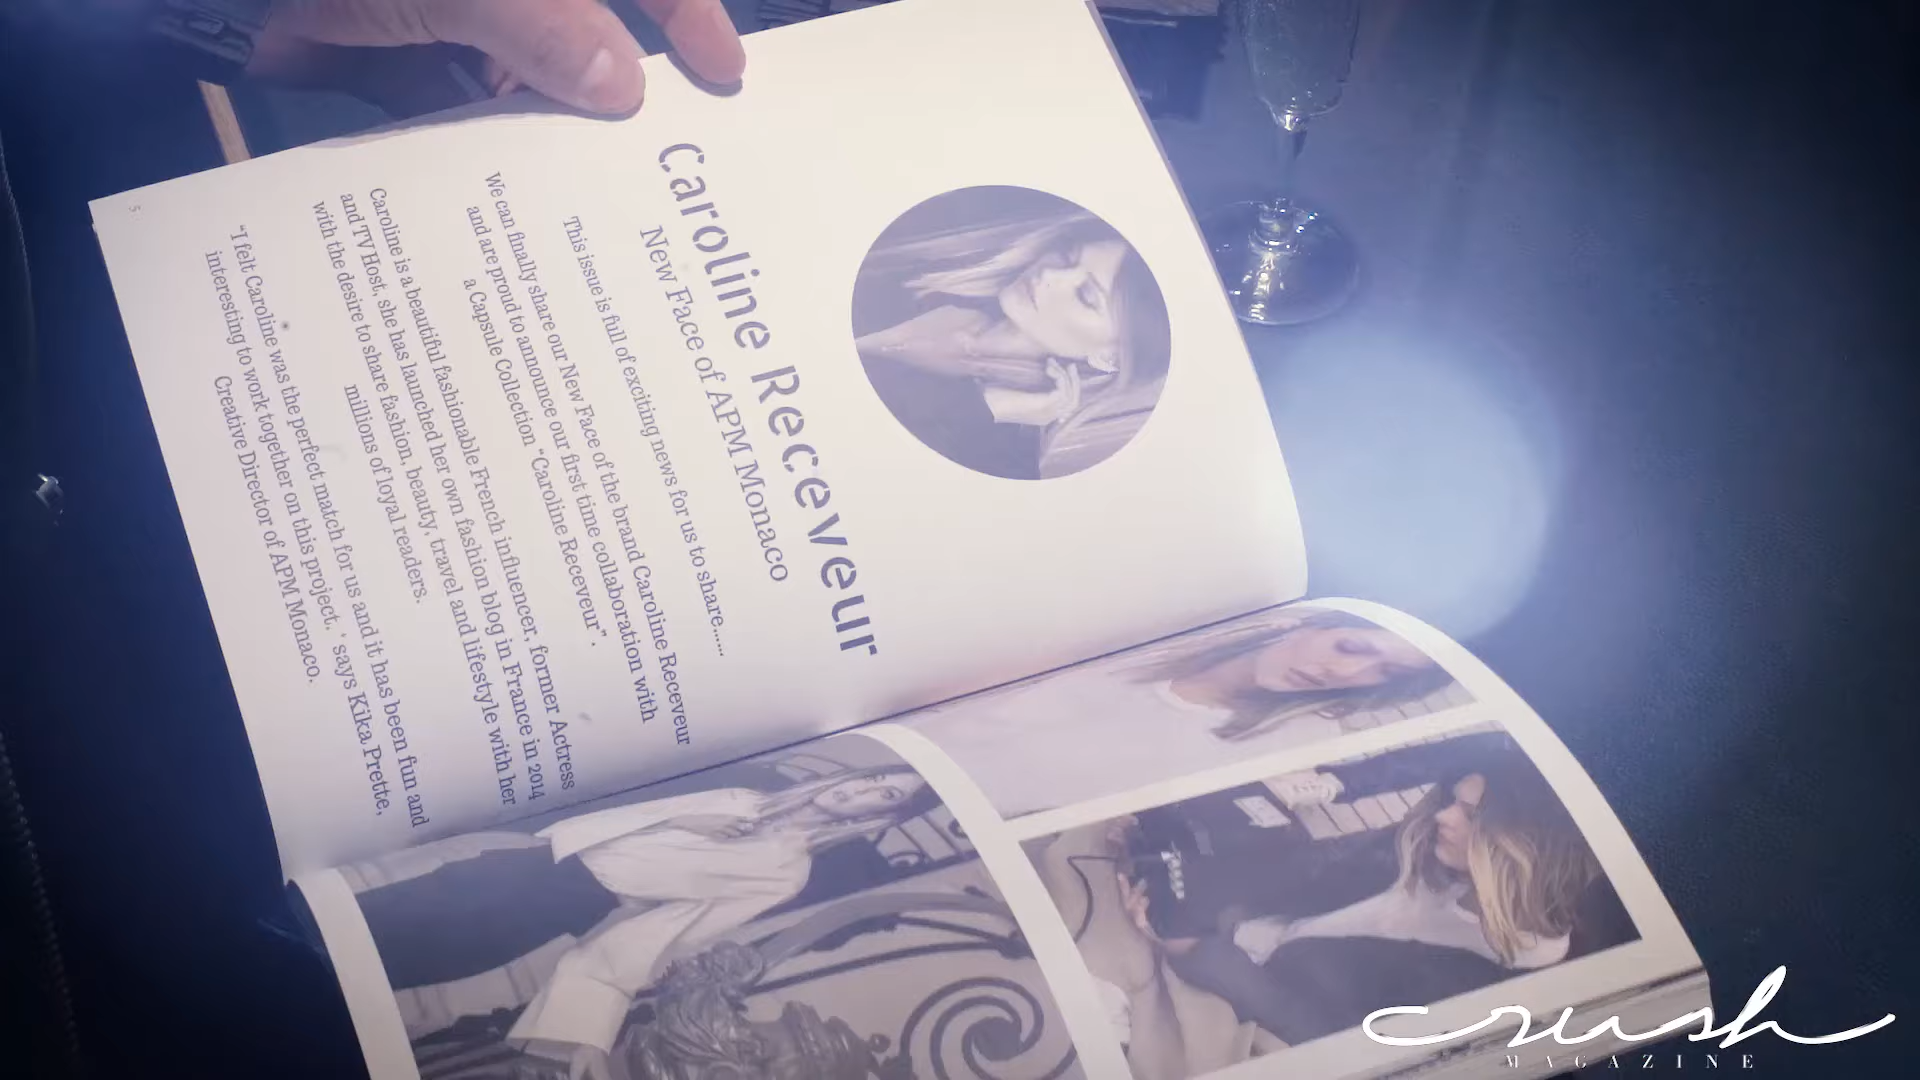 Caroline Receveur
New Face of APM Monaco
This issue is full of exciting news for us to share......
We can finally share our New Face of the brand Caroline Receveur
and are proud to announce our first time collaboration with
a Capsule Collection "Caroline Receveur".
Caroline is a beautiful fashionable French influencer, former Actress
and TV Host, she has launched her own fashion blog in France in 2014
with the desire to share fashion, beauty, travel and lifestyle with her
millions of loyal readers.
"I felt Caroline was the perfect match for us and it has been fun and
interesting to work together on this project. ' says Kika Prette,
Creative Director of APM Monaco.
5
crush
MAGAZINE